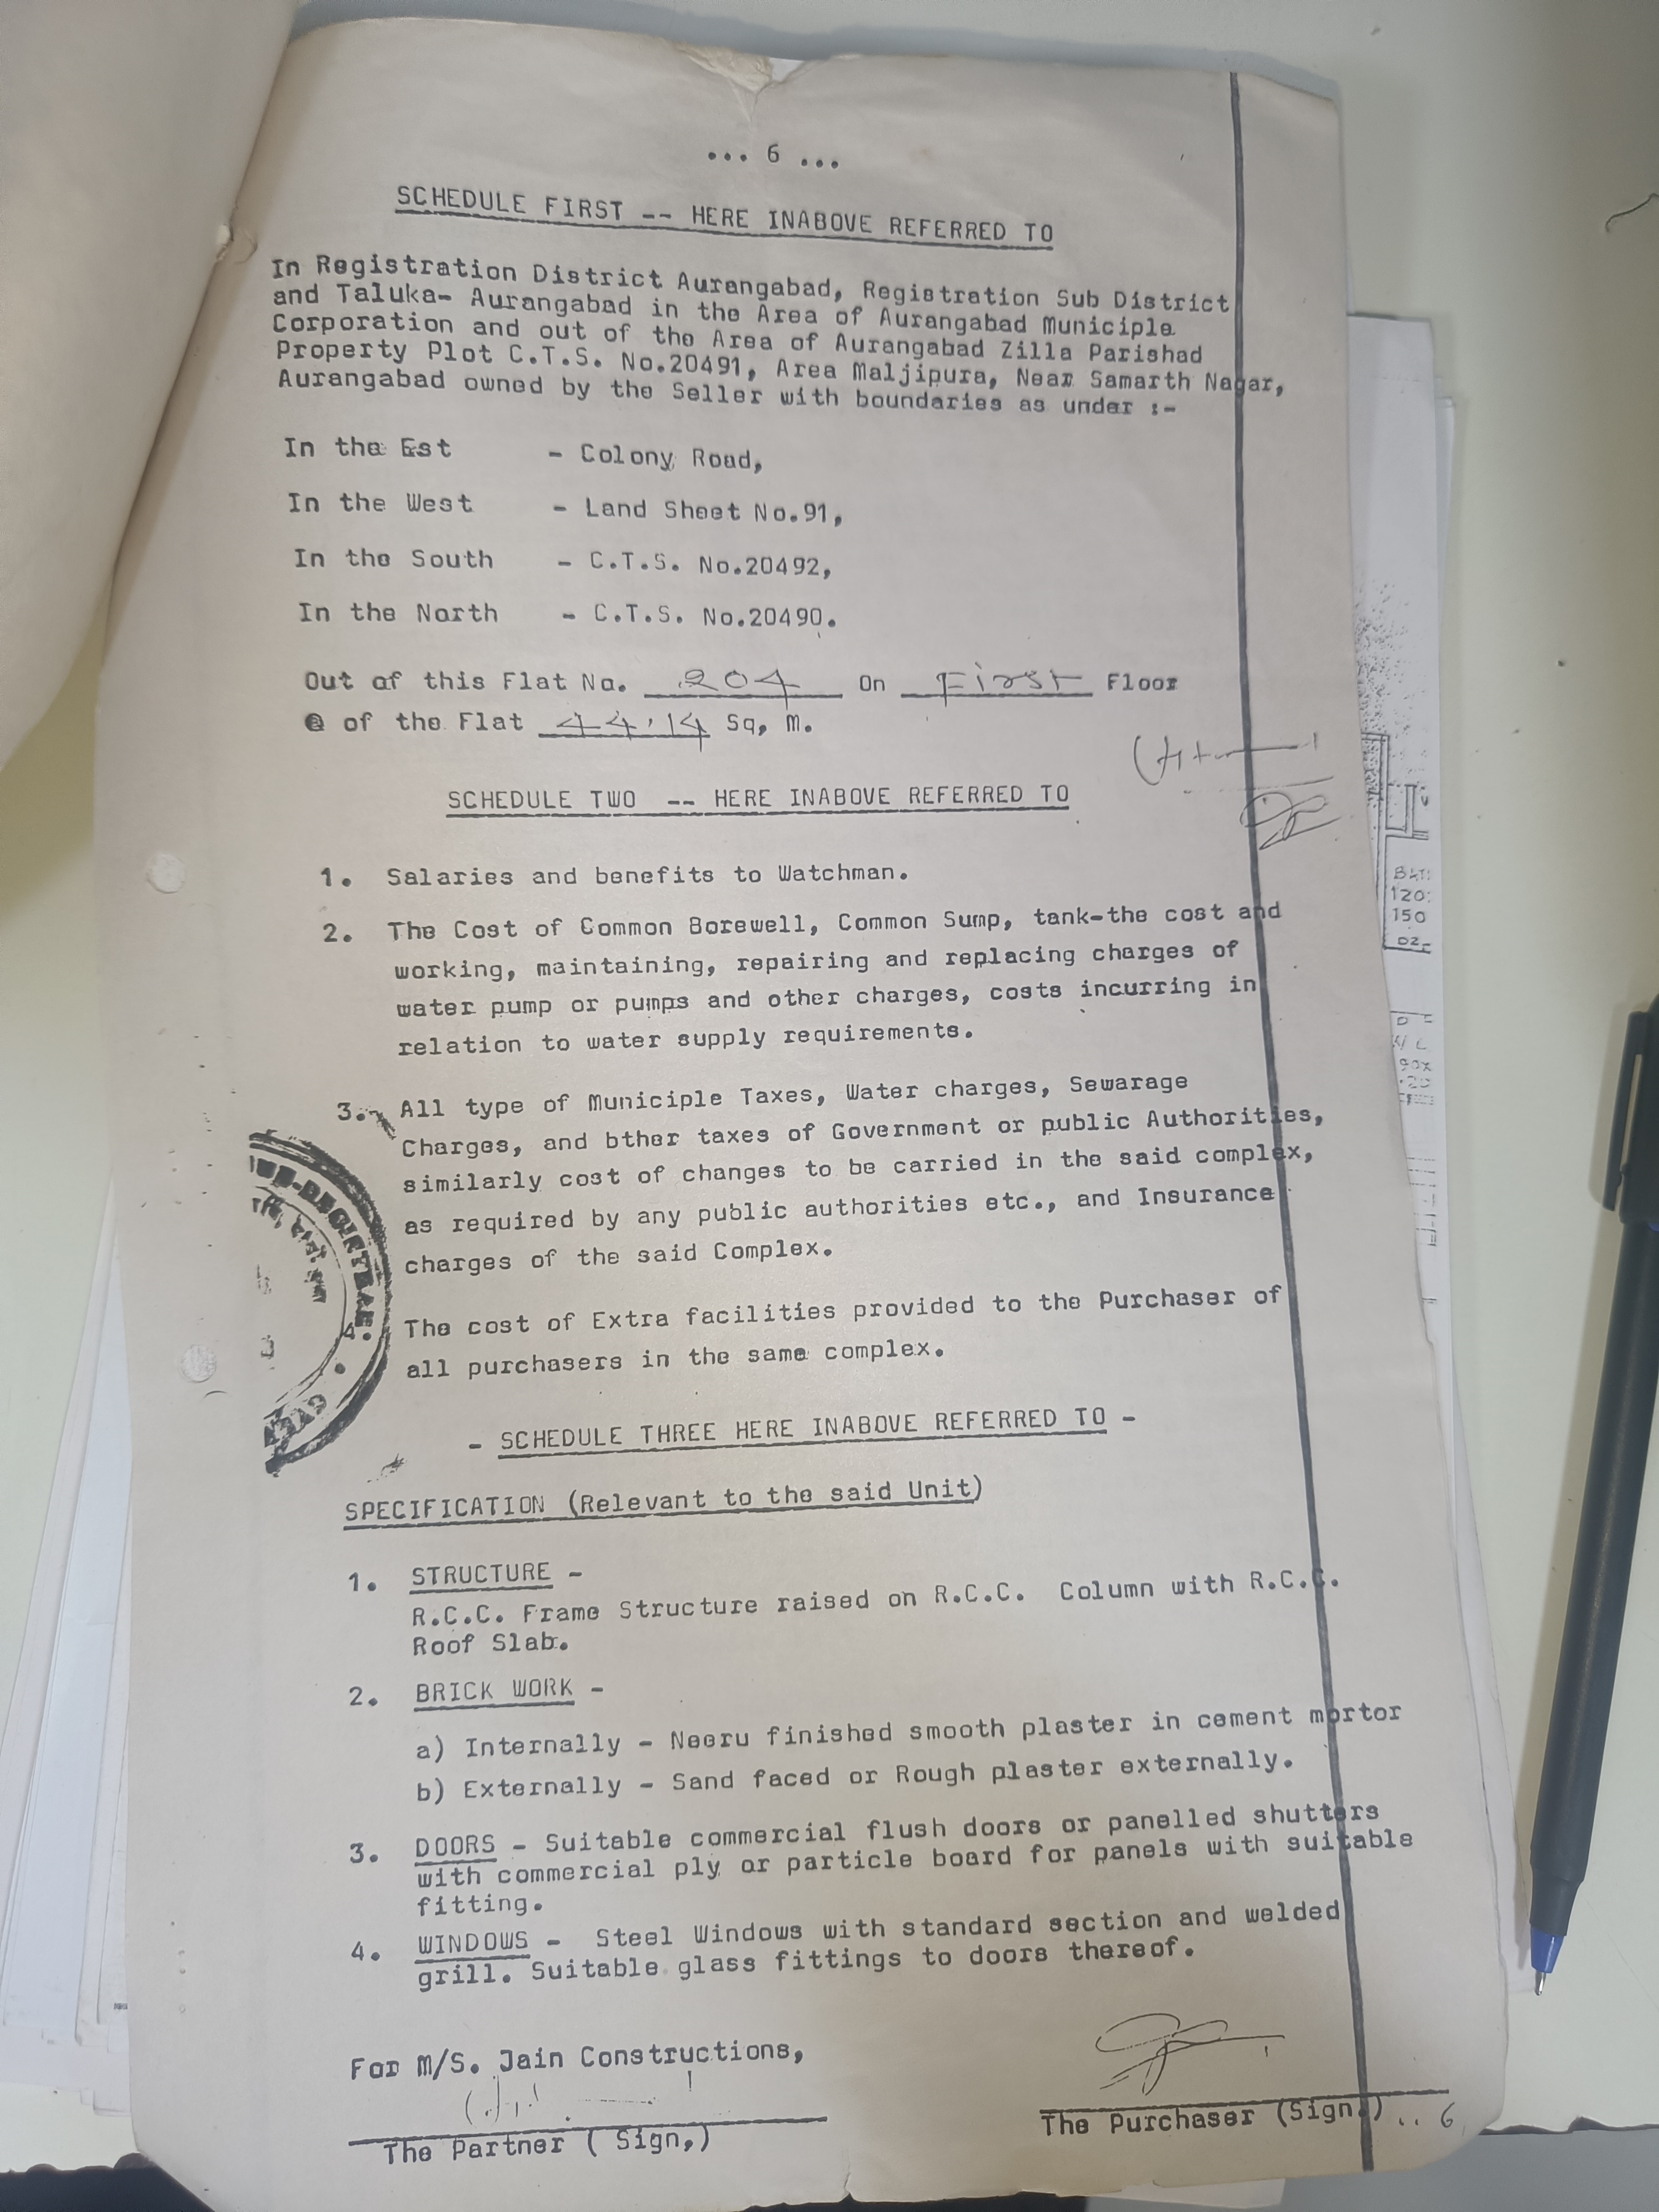 ... 6 ...
SCHEDULE FIRST -- HERE INABOVE REFERRED TO
In Registration District Aurangabad, Registration Sub District
and Taluka- Aurangabad in the Area of Aurangabad Municiple
Corporation and out of the Area of Aurangabad Zilla Parishad
Property Plot C.T.S. No.20491, Area Maljipura, Near Samarth Nagar,
Aurangabad owned by the Seller with boundaries as under :-
In the Est - Colony Road,
In the West - Land Sheet No.91,
In the South - C.T.S. No.20492,
In the North - C.T.S. No.20490.
Out of this Flat No. 204 On First Floor
@ of the Flat 44.14 Sq, m.
SCHEDULE TWO -- HERE INABOVE REFERRED TO
1. Salaries and benefits to Watchman.
2. The Cost of Common Borewell, Common Sump, tank-the cost and
working, maintaining, repairing and replacing charges of
water pump or pumps and other charges, costs incurring in
relation to water supply requirements.
3. All type of Municiple Taxes, Water charges, Sewarage
Charges, and bther taxes of Government or public Authorities,
similarly cost of changes to be carried in the said complex,
as required by any public authorities etc., and Insurance
charges of the said Complex.
4. The cost of Extra facilities provided to the Purchaser of
all purchasers in the same complex.
- SCHEDULE THREE HERE INABOVE REFERRED TO -
SPECIFICATION (Relevant to the said Unit)
1. STRUCTURE -
R.C.C. Frame Structure raised on R.C.C. Column with R.C.C.
Roof Slab.
2. BRICK WORK -
a) Internally - Neeru finished smooth plaster in cement mortor
b) Externally - Sand faced or Rough plaster externally.
3. DOORS - Suitable commercial flush doors or panelled shutters
with commercial ply or particle board for panels with suitable
fitting.
4. WINDOWS - Steel Windows with standard section and welded
grill. Suitable glass fittings to doors thereof.
For M/S. Jain Constructions,
The Partner ( Sign,)
The Purchaser (Sign.) .. 6
120
150